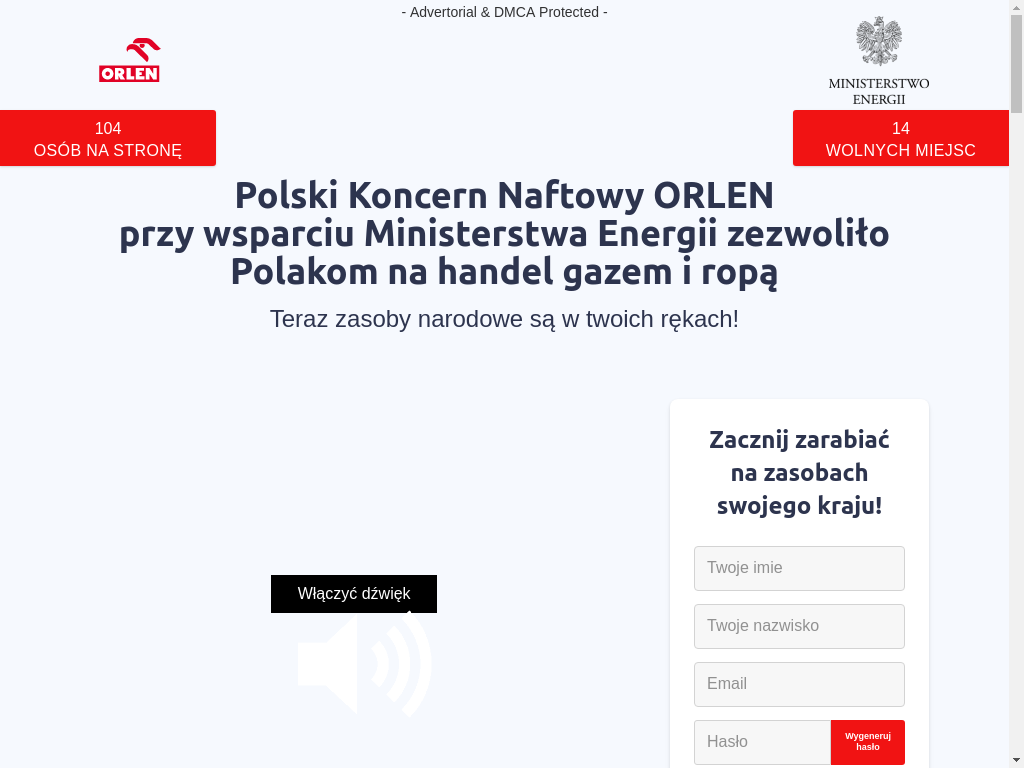 - Advertorial & DMCA Protected -
ORLEN
MINISTERSTWO
ENERGII
104
OSÓB NA STRONĘ
14
WOLNYCH MIEJSC
Polski Koncern Naftowy ORLEN
przy wsparciu Ministerstwa Energii zezwoliło
Polakom na handel gazem i ropą
Teraz zasoby narodowe są w twoich rękach!
Włączyć dźwięk
Zacznij zarabiać
na zasobach
swojego kraju!
Twoje imie
Twoje nazwisko
Email
Hasło
Wygeneruj
hasło